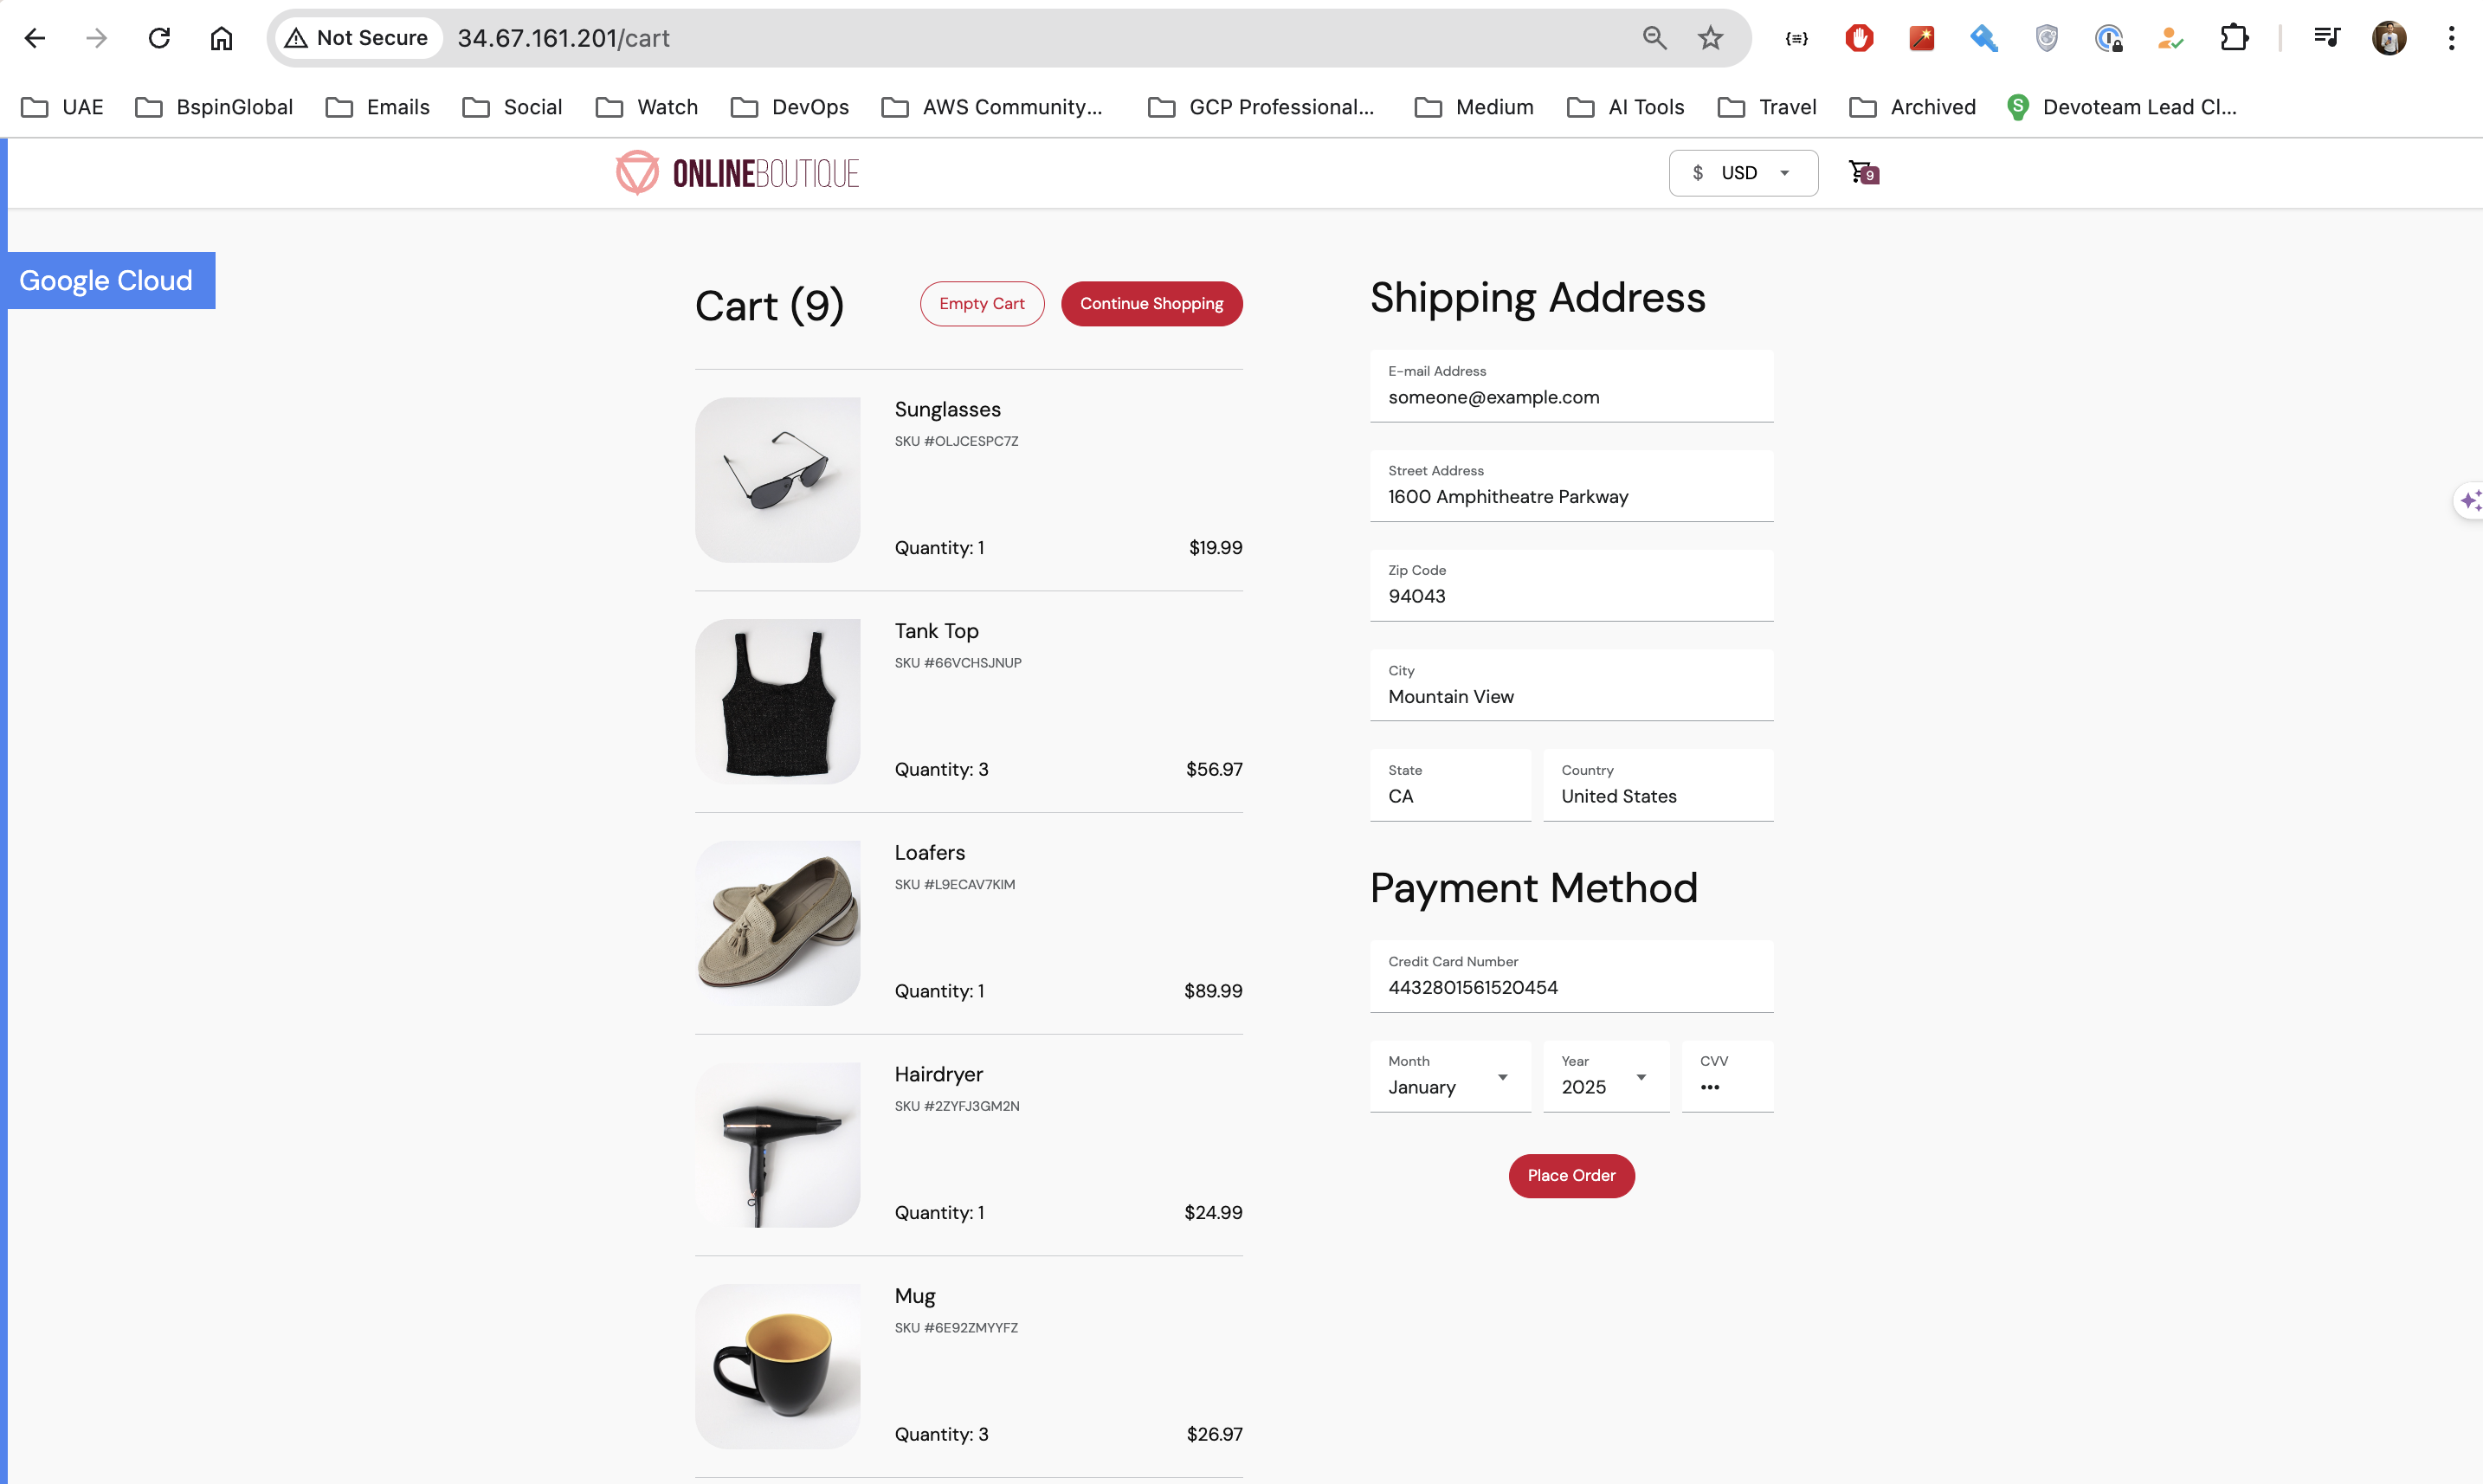 Not Secure 34.67.161.201/cart
UAE BspinGlobal Emails Social Watch DevOps AWS Community... GCP Professional... Medium AI Tools Travel Archived S Devoteam Lead Cl...
ONLINEBOUTIQUE
$ USD
9
Google Cloud
Cart (9)
Empty Cart
Continue Shopping
Sunglasses
SKU #OLJCESPC7Z
Quantity: 1 $19.99
Tank Top
SKU #66VCHSJNUP
Quantity: 3 $56.97
Loafers
SKU #L9ECAV7KIM
Quantity: 1 $89.99
Hairdryer
SKU #2ZYFJ3GM2N
Quantity: 1 $24.99
Mug
SKU #6E92ZMYYFZ
Quantity: 3 $26.97
Shipping Address
E-mail Address
someone@example.com
Street Address
1600 Amphitheatre Parkway
Zip Code
94043
City
Mountain View
State
CA
Country
United States
Payment Method
Credit Card Number
4432801561520454
Month
January
Year
2025
CVV
•••
Place Order